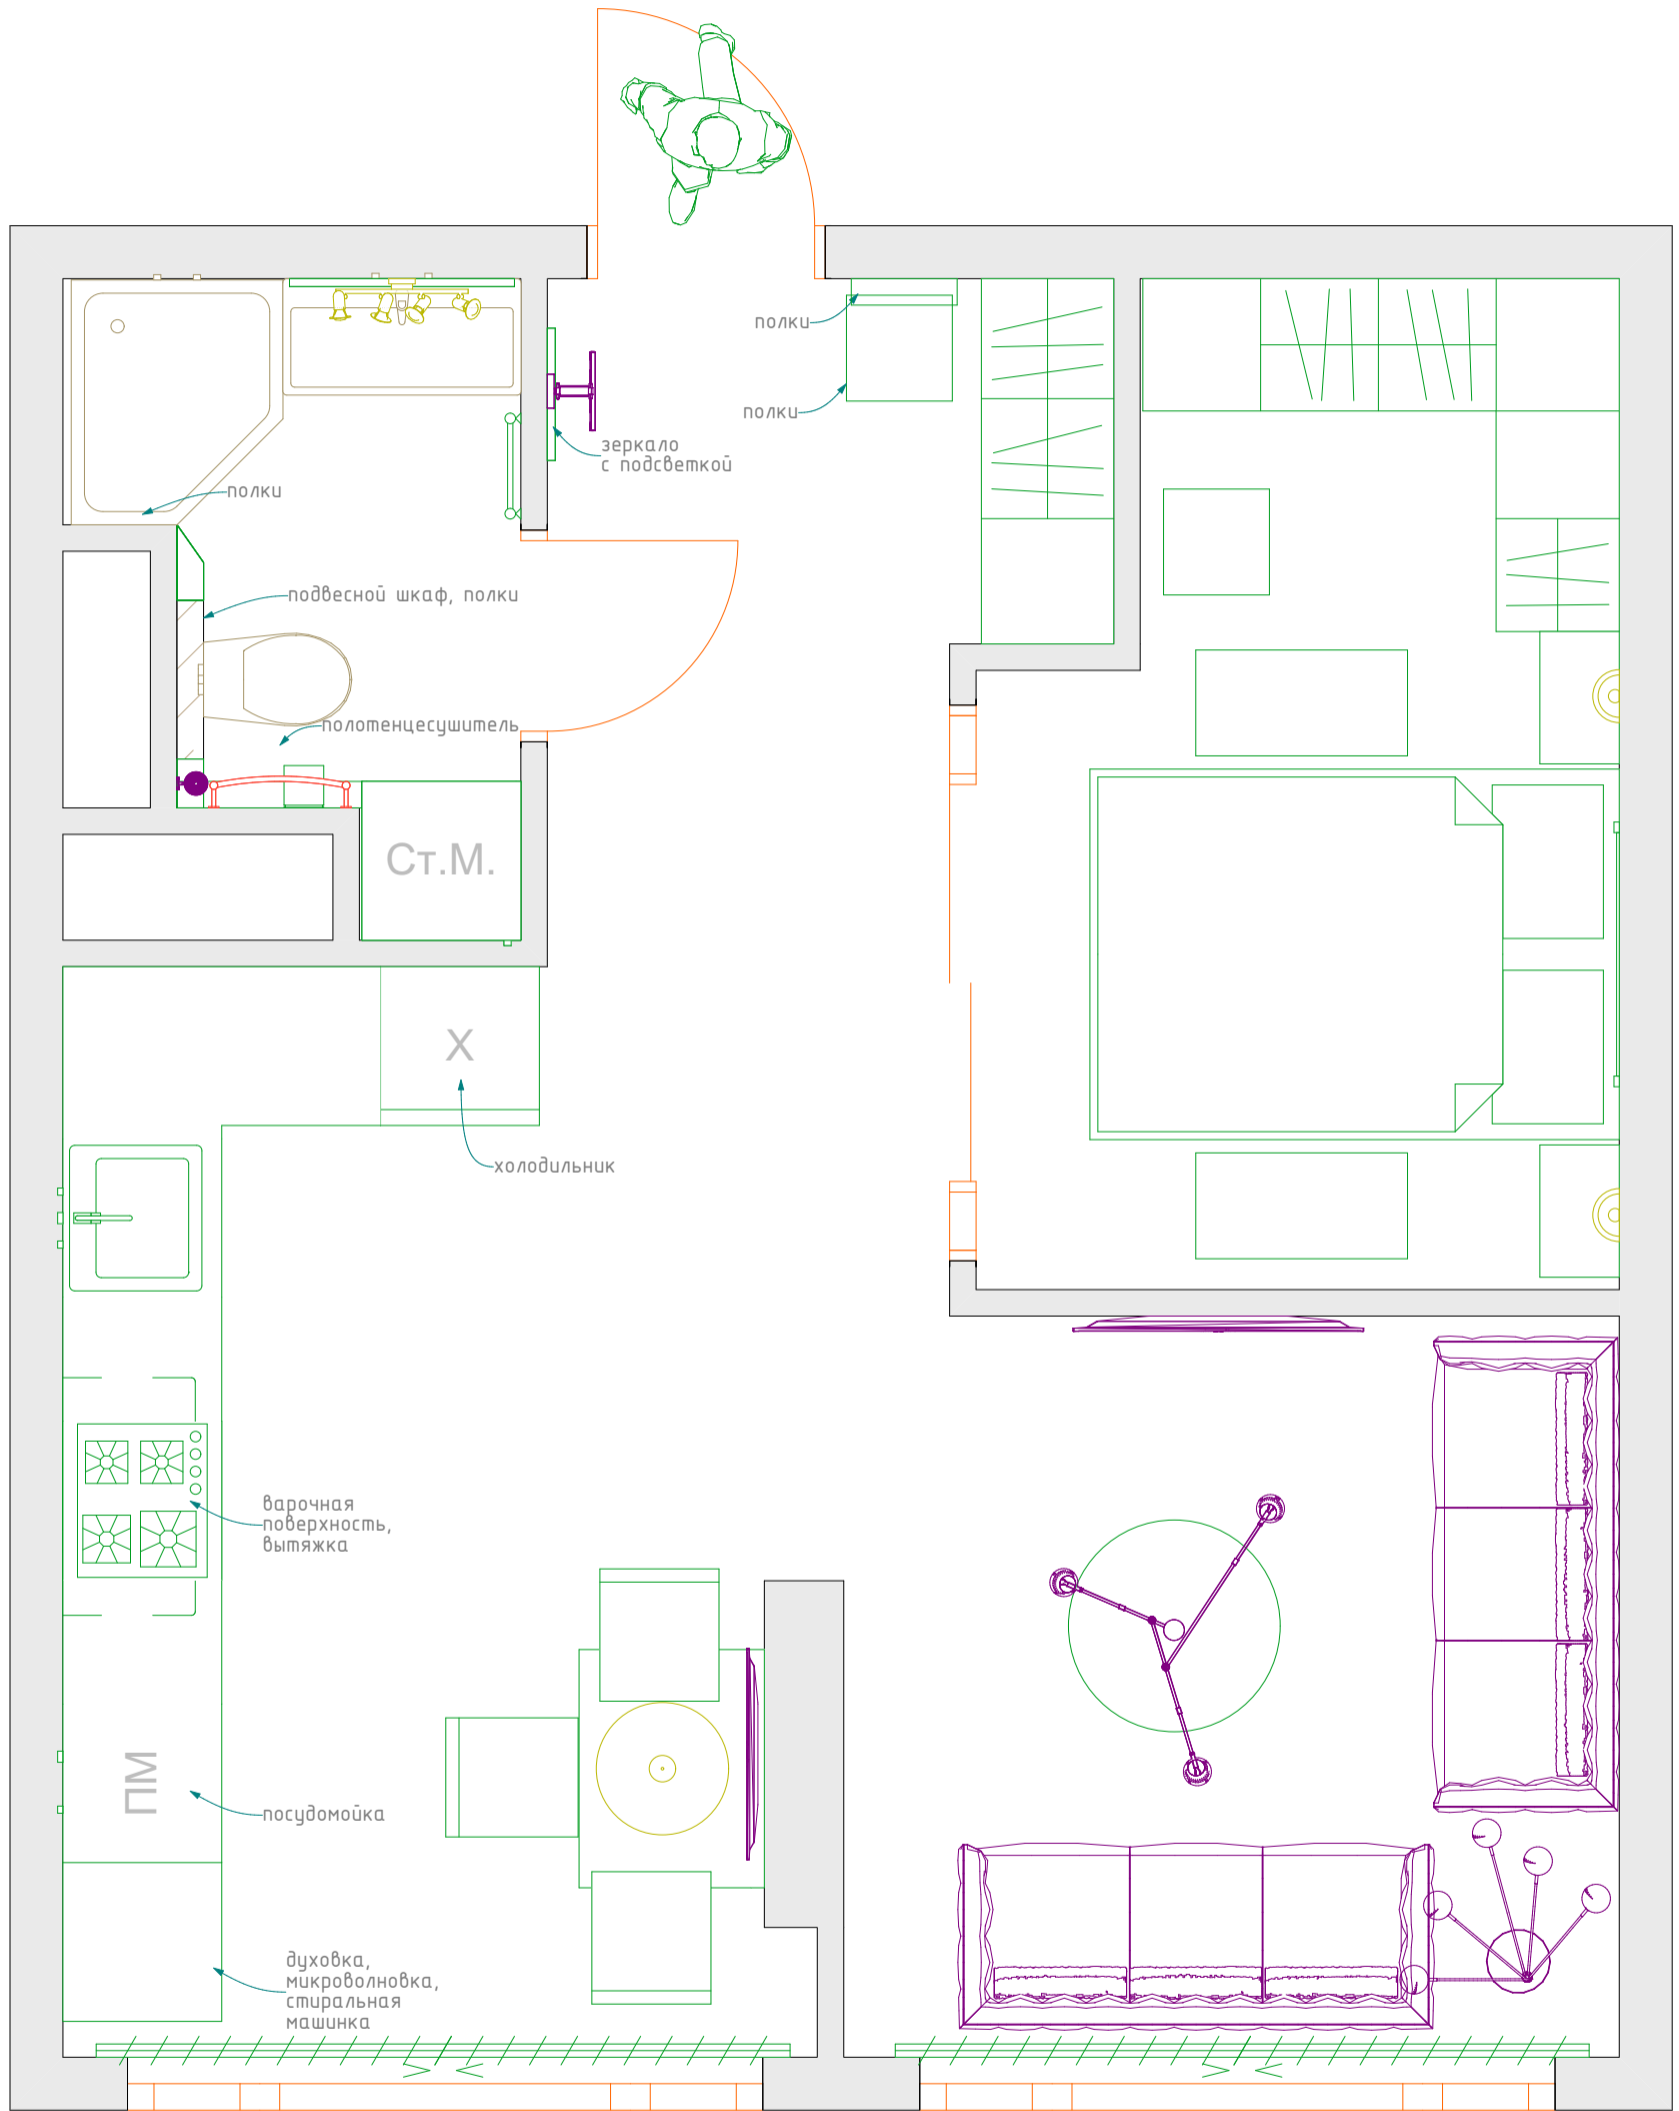 полки
полки
зеркало
с подсветкой
полки
подвесной шкаф, полки
полотенцесушитель
Ст.М.
Х
холодильник
варочная
поверхность,
вытяжка
ПМ
посудомойка
духовка,
микроволновка,
стиральная
машинка